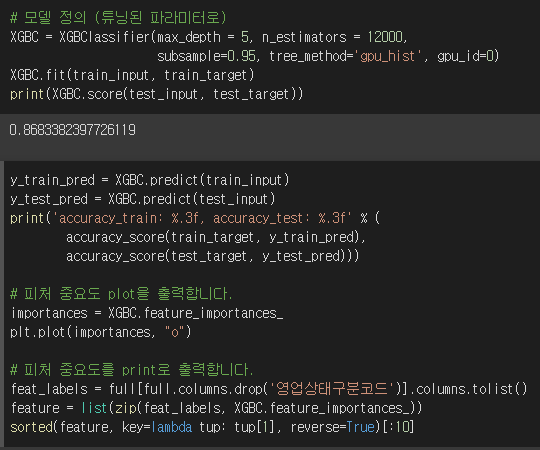 # 모델 정의 (튜닝된 파라미터로)
XGBC = XGBClassifier(max_depth = 5, n_estimators = 12000,
subsample=0.95, tree_method='gpu_hist', gpu_id=0)
XGBC.fit(train_input, train_target)
print(XGBC.score(test_input, test_target))
0.8683382397726119
y_train_pred = XGBC.predict(train_input)
y_test_pred = XGBC.predict(test_input)
print('accuracy_train: %.3f, accuracy_test: %.3f' % (
accuracy_score(train_target, y_train_pred),
accuracy_score(test_target, y_test_pred)))
# 피처 중요도 plot을 출력합니다.
importances = XGBC.feature_importances_
plt.plot(importances, "o")
# 피처 중요도를 print로 출력합니다.
feat_labels = full[full.columns.drop('영업상태구분코드')].columns.tolist()
feature = list(zip(feat_labels, XGBC.feature_importances_))
sorted(feature, key=lambda tup: tup[1], reverse=True)[:10]